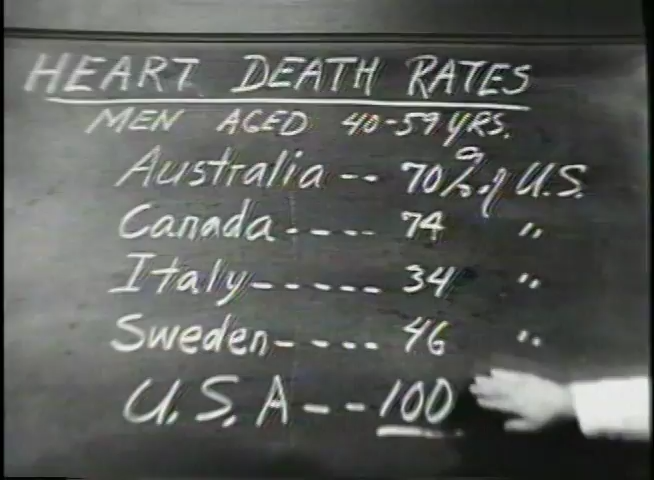 HEART DEATH RATES
MEN AGED 40-59 YRS.
Australia -- 70% of U.S.
Canada ---- 74 "
Italy ----- 34 "
Sweden ---- 46 "
U.S.A -- 100